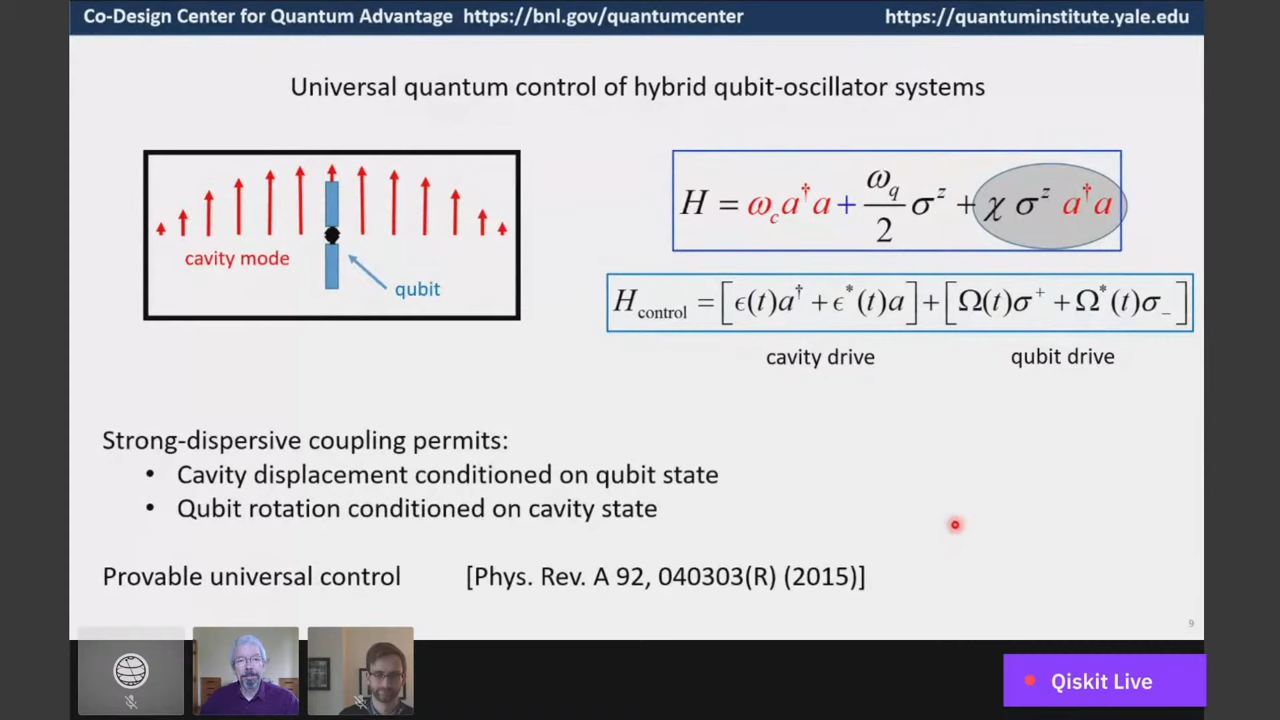 Co-Design Center for Quantum Advantage https://bnl.gov/quantumcenter https://quantuminstitute.yale.edu
Universal quantum control of hybrid qubit-oscillator systems
cavity mode
qubit
H = ω_c a†a + ω_q/2 σ^z + χ σ^z a†a
H_control = [ϵ(t)a† + ϵ*(t)a] + [Ω(t)σ^+ + Ω*(t)σ_−]
cavity drive qubit drive
Strong-dispersive coupling permits:
• Cavity displacement conditioned on qubit state
• Qubit rotation conditioned on cavity state
Provable universal control [Phys. Rev. A 92, 040303(R) (2015)]
9
Qiskit Live